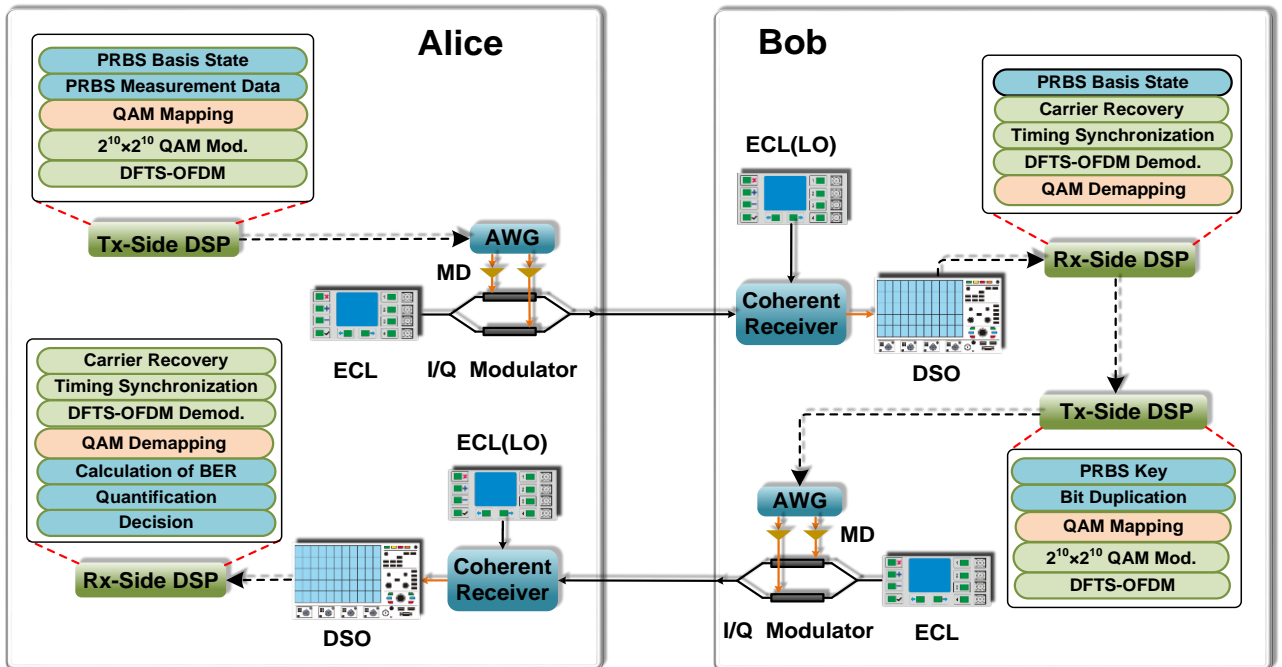 Alice
PRBS Basis State
PRBS Measurement Data
QAM Mapping
2¹⁰×2¹⁰ QAM Mod.
DFTS-OFDM
Tx-Side DSP
AWG
MD
ECL
I/Q Modulator
Carrier Recovery
Timing Synchronization
DFTS-OFDM Demod.
QAM Demapping
Calculation of BER
Quantification
Decision
Rx-Side DSP
ECL(LO)
Coherent
Receiver
DSO
Bob
PRBS Basis State
Carrier Recovery
Timing Synchronization
DFTS-OFDM Demod.
QAM Demapping
Rx-Side DSP
ECL(LO)
Coherent
Receiver
DSO
Tx-Side DSP
PRBS Key
Bit Duplication
QAM Mapping
2¹⁰×2¹⁰ QAM Mod.
DFTS-OFDM
AWG
MD
I/Q Modulator
ECL